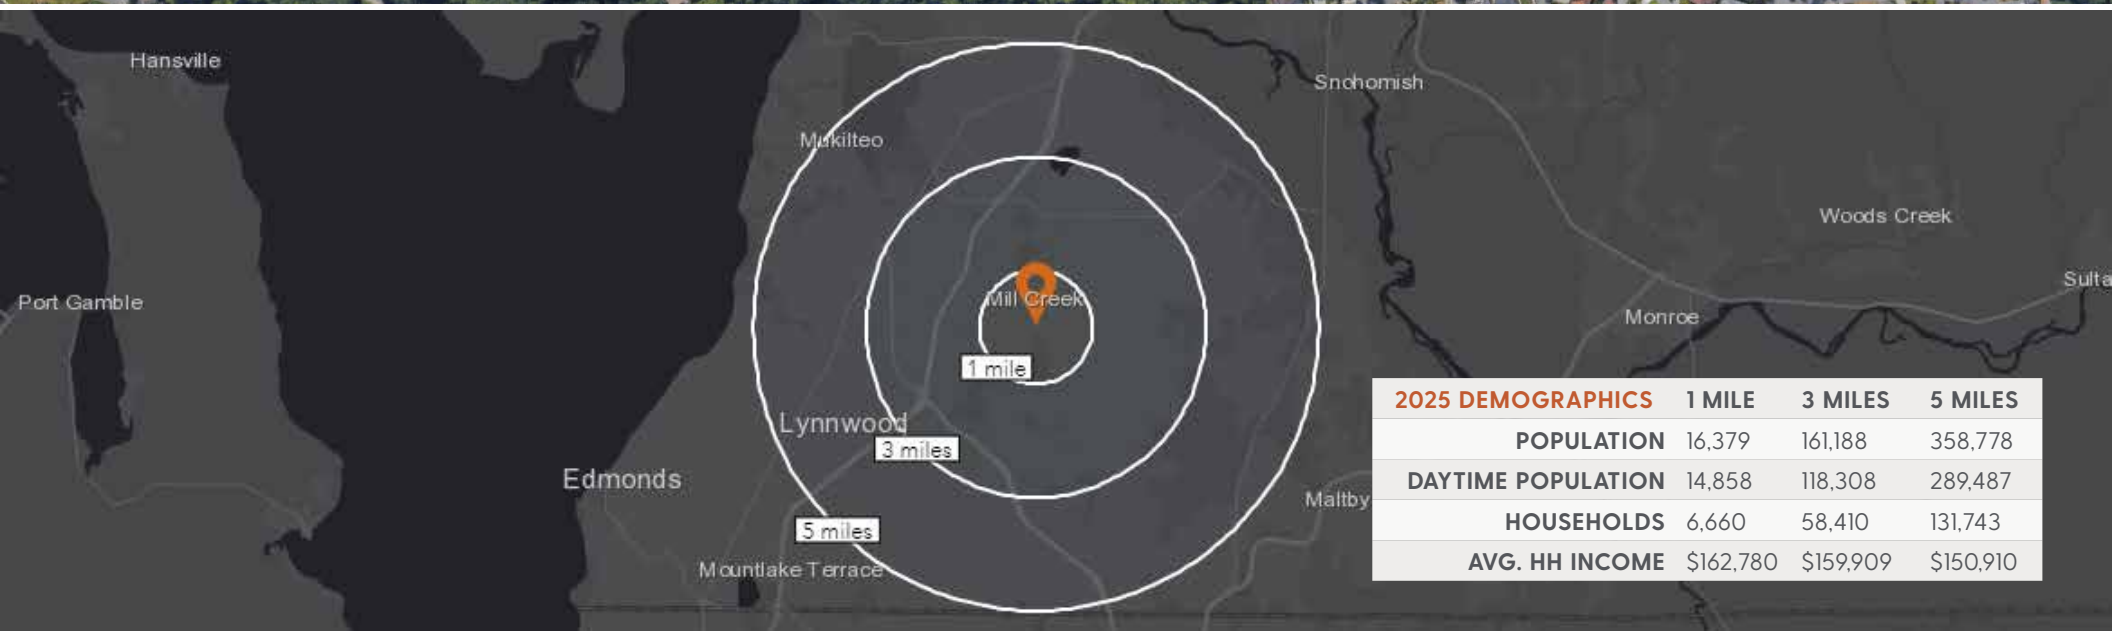 Hansville
Snohomish
Mukilteo
Woods Creek
Sulta
Port Gamble
Mill Creek
Monroe
1 mile
Lynnwood
3 miles
Edmonds
5 miles
Maltby
Mountlake Terrace
2025 DEMOGRAPHICS 1 MILE 3 MILES 5 MILES
POPULATION 16,379 161,188 358,778
DAYTIME POPULATION 14,858 118,308 289,487
HOUSEHOLDS 6,660 58,410 131,743
AVG. HH INCOME $162,780 $159,909 $150,910